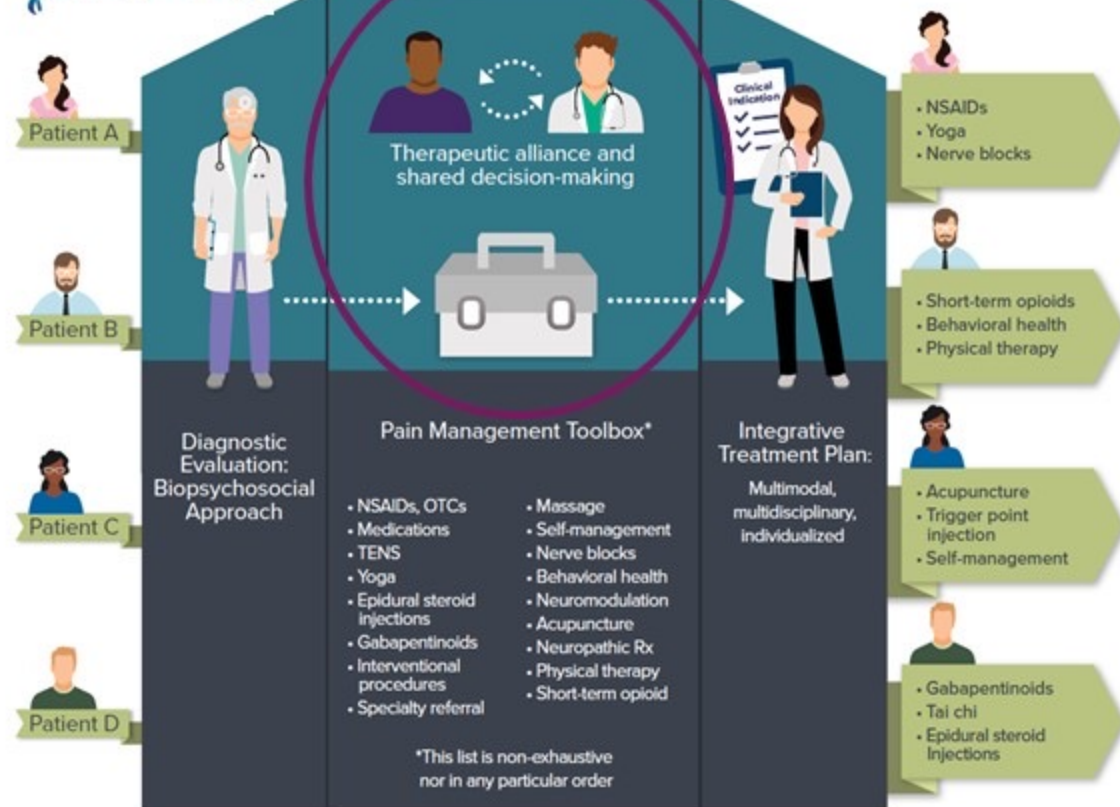 Patient A
Patient B
Patient C
Patient D
Therapeutic alliance and
shared decision-making
Clinical
Indication
Diagnostic
Evaluation:
Biopsychosocial
Approach
Pain Management Toolbox*
• NSAIDs, OTCs
• Medications
• TENS
• Yoga
• Epidural steroid
injections
• Gabapentinoids
• Interventional
procedures
• Specialty referral
• Massage
• Self-management
• Nerve blocks
• Behavioral health
• Neuromodulation
• Acupuncture
• Neuropathic Rx
• Physical therapy
• Short-term opioid
*This list is non-exhaustive
nor in any particular order
Integrative
Treatment Plan:
Multimodal,
multidisciplinary,
individualized
• NSAIDs
• Yoga
• Nerve blocks
• Short-term opioids
• Behavioral health
• Physical therapy
• Acupuncture
• Trigger point
injection
• Self-management
• Gabapentinoids
• Tai chi
• Epidural steroid
Injections